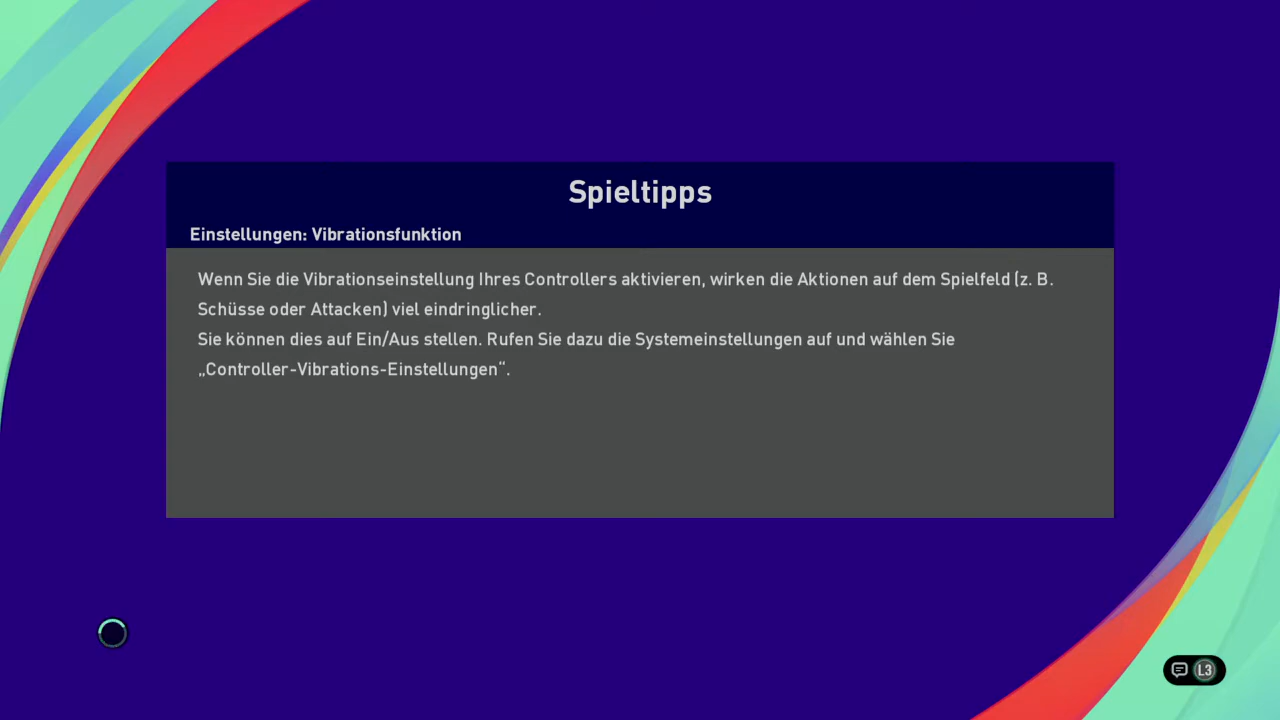 Spieltipps
Einstellungen: Vibrationsfunktion
Wenn Sie die Vibrationseinstellung Ihres Controllers aktivieren, wirken die Aktionen auf dem Spielfeld (z. B.
Schüsse oder Attacken) viel eindringlicher.
Sie können dies auf Ein/Aus stellen. Rufen Sie dazu die Systemeinstellungen auf und wählen Sie
„Controller-Vibrations-Einstellungen“.
L3